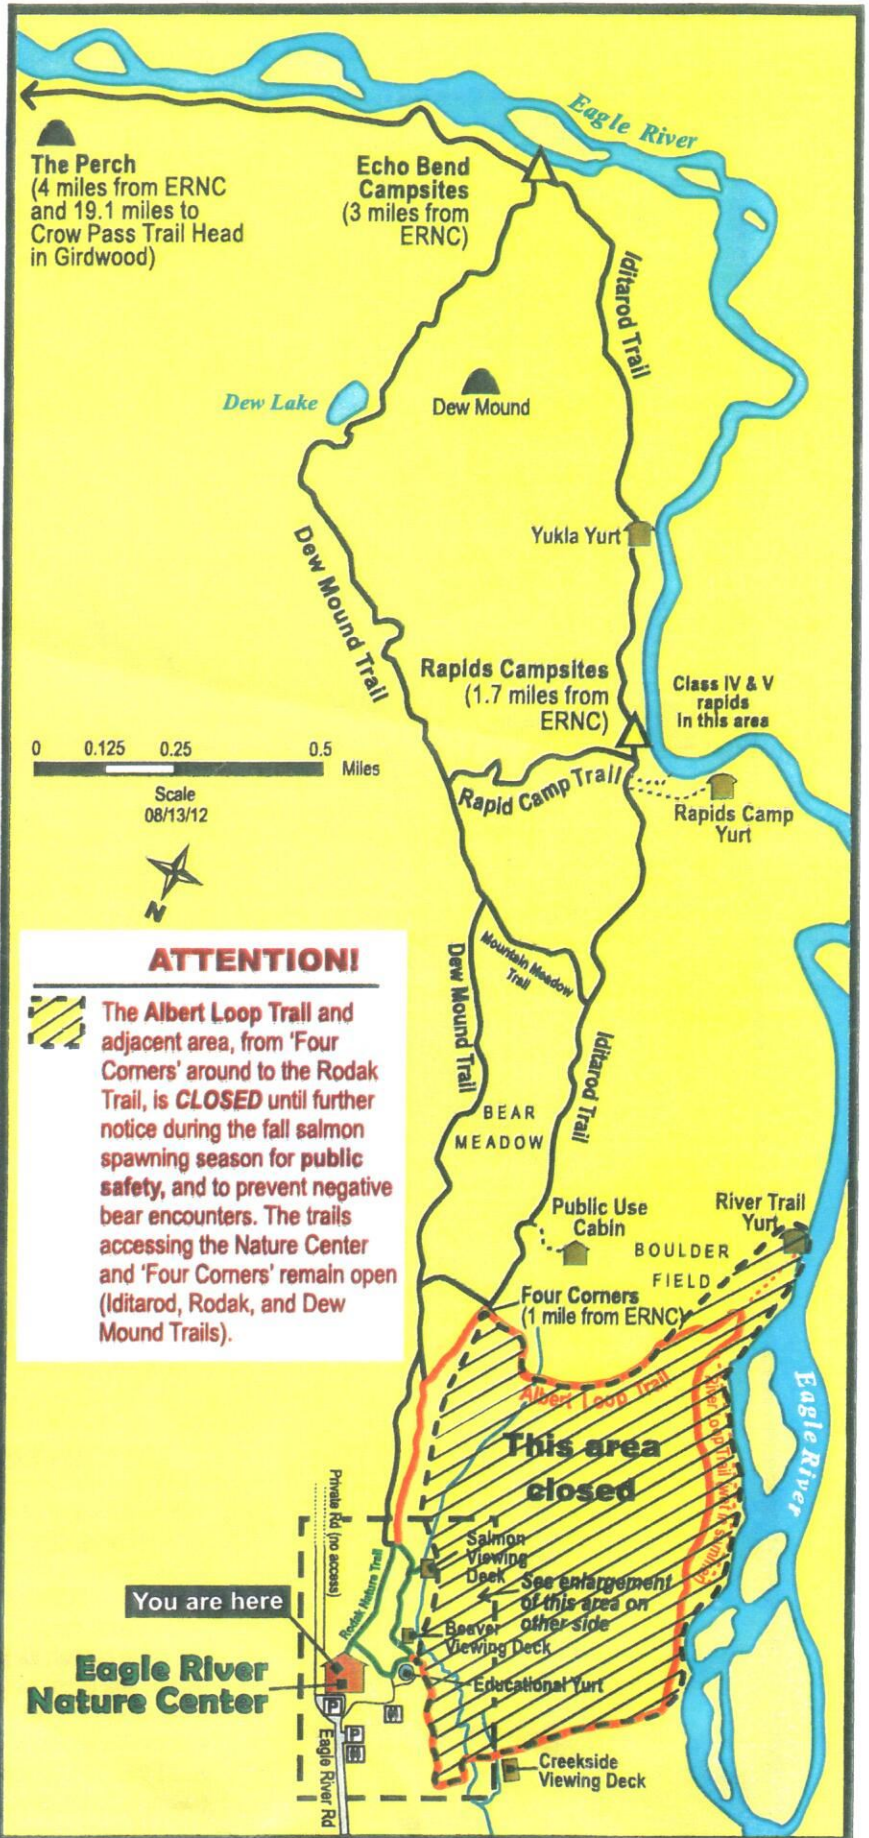 Eagle River
The Perch
(4 miles from ERNC
and 19.1 miles to
Crow Pass Trail Head
in Girdwood)
Echo Bend
Campsites
(3 miles from
ERNC)
Iditarod Trail
Dew Lake
Dew Mound
Yukla Yurt
Dew Mound Trail
Rapids Campsites
(1.7 miles from
ERNC)
Class IV & V
rapids
In this area
0 0.125 0.25 0.5
Miles
Scale
08/13/12
Rapid Camp Trail
Rapids Camp
Yurt
N
Mountain Meadow
Trail
Dew Mound Trail
Iditarod Trail
ATTENTION!
The Albert Loop Trail and
adjacent area, from 'Four
Corners' around to the Rodak
Trail, is CLOSED until further
notice during the fall salmon
spawning season for public
safety, and to prevent negative
bear encounters. The trails
accessing the Nature Center
and 'Four Corners' remain open
(Iditarod, Rodak, and Dew
Mound Trails).
BEAR
MEADOW
Public Use
Cabin
River Trail
Yurt
BOULDER
FIELD
Four Corners
(1 mile from ERNC)
Albert Loop Trail
River Loop Trail (wet in summer)
Eagle River
This area
closed
Private Rd (no access)
Salmon
Viewing
Deck
See enlargement
of this area on
other side
You are here
Rodak Nature Trail
Beaver
Viewing Deck
Eagle River
Nature Center
Educational Yurt
P
P
Eagle River Rd
Creekside
Viewing Deck